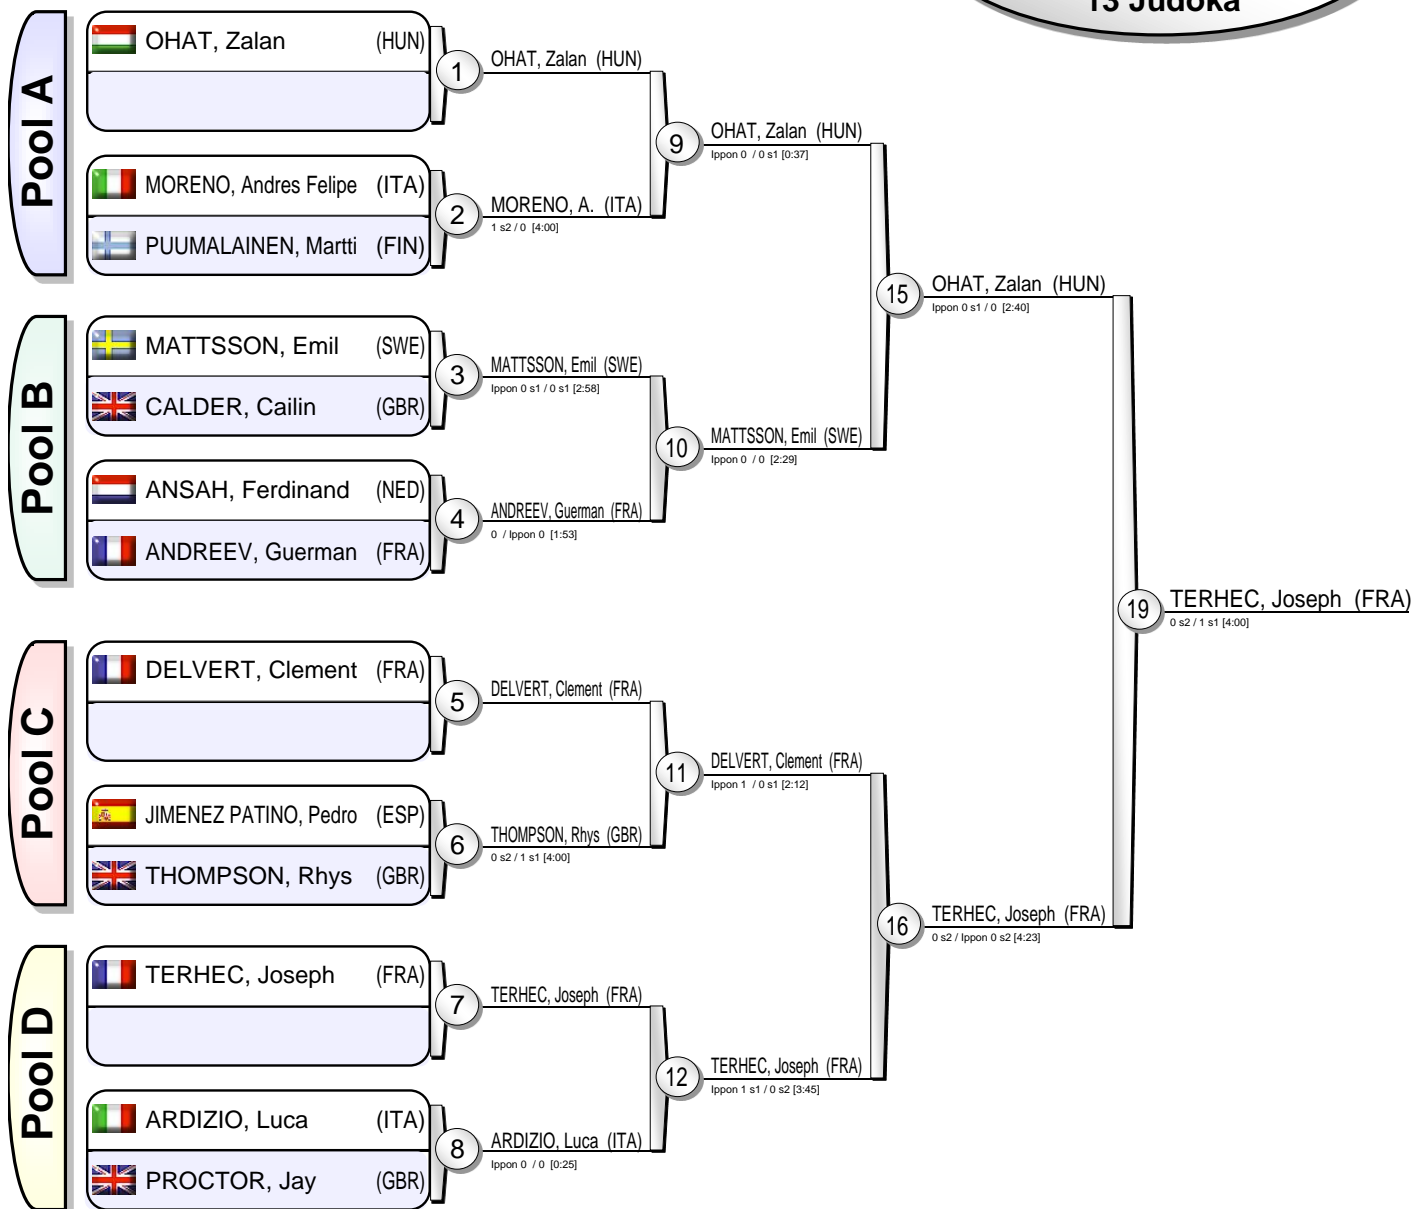 13 Judoka
Pool A
OHAT, Zalan (HUN)
1
OHAT, Zalan (HUN)
MORENO, Andres Felipe (ITA)
PUUMALAINEN, Martti (FIN)
2
MORENO, A. (ITA)
1 s2 / 0 [4:00]
9
OHAT, Zalan (HUN)
Ippon 0 / 0 s1 [0:37]
Pool B
MATTSSON, Emil (SWE)
CALDER, Cailin (GBR)
3
MATTSSON, Emil (SWE)
Ippon 0 s1 / 0 s1 [2:58]
ANSAH, Ferdinand (NED)
ANDREEV, Guerman (FRA)
4
ANDREEV, Guerman (FRA)
0 / Ippon 0 [1:53]
10
MATTSSON, Emil (SWE)
Ippon 0 / 0 [2:29]
15
OHAT, Zalan (HUN)
Ippon 0 s1 / 0 [2:40]
Pool C
DELVERT, Clement (FRA)
5
DELVERT, Clement (FRA)
JIMENEZ PATINO, Pedro (ESP)
THOMPSON, Rhys (GBR)
6
THOMPSON, Rhys (GBR)
0 s2 / 1 s1 [4:00]
11
DELVERT, Clement (FRA)
Ippon 1 / 0 s1 [2:12]
Pool D
TERHEC, Joseph (FRA)
7
TERHEC, Joseph (FRA)
ARDIZIO, Luca (ITA)
PROCTOR, Jay (GBR)
8
ARDIZIO, Luca (ITA)
Ippon 0 / 0 [0:25]
12
TERHEC, Joseph (FRA)
Ippon 1 s1 / 0 s2 [3:45]
16
TERHEC, Joseph (FRA)
0 s2 / Ippon 0 s2 [4:23]
19
TERHEC, Joseph (FRA)
0 s2 / 1 s1 [4:00]